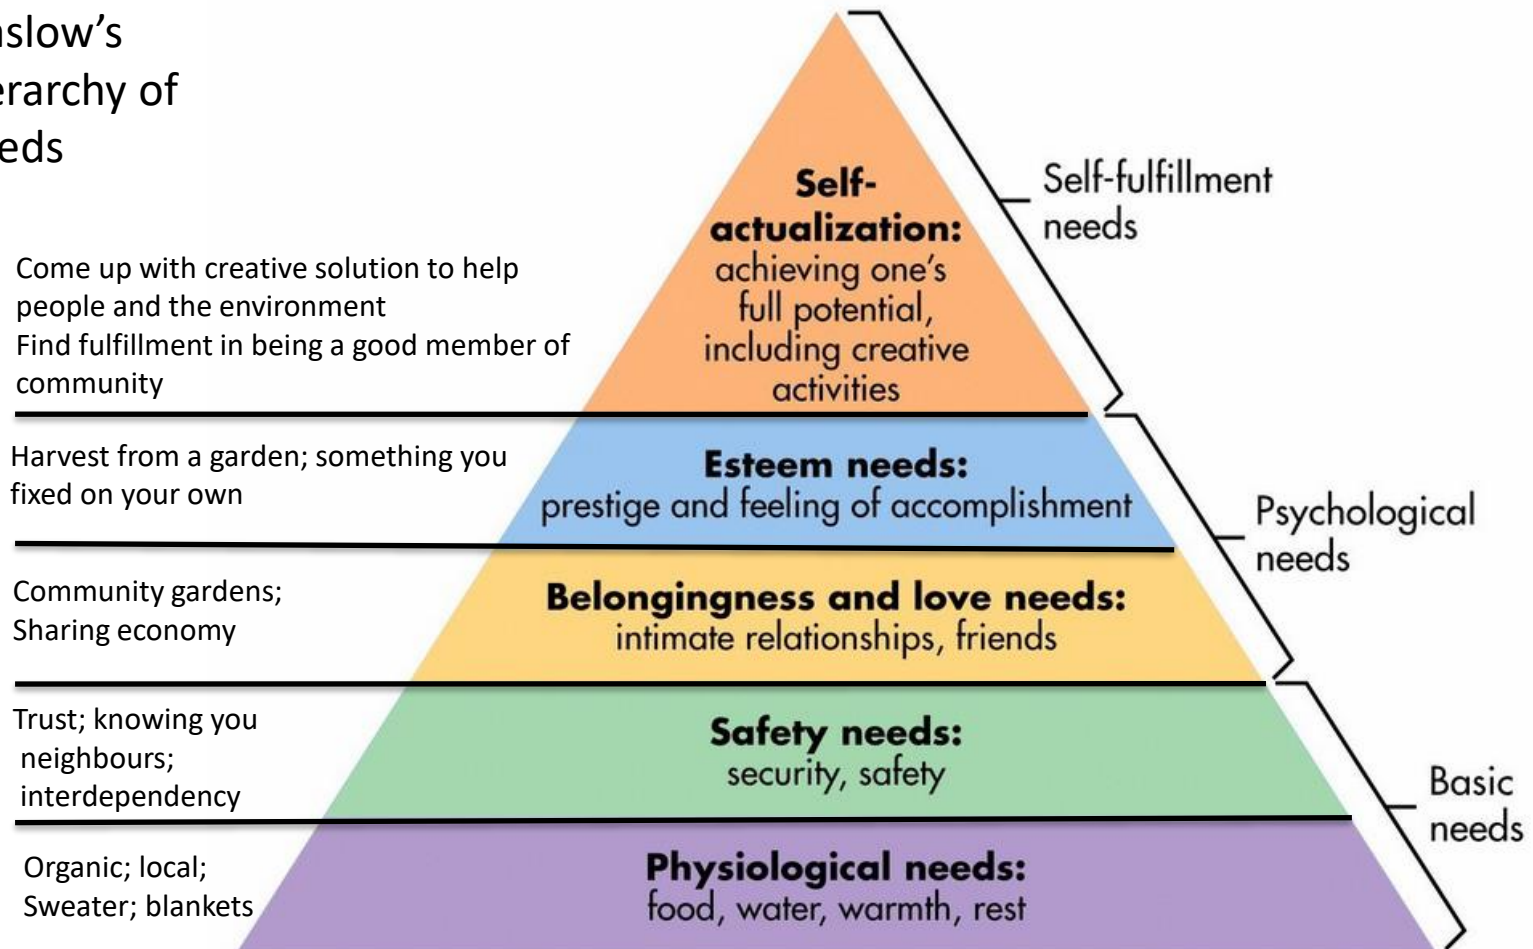 aslow's
erarchy of
eds
Self-
actualization:
achieving one's
full potential,
including creative
activities
Self-fulfillment
needs
Come up with creative solution to help
people and the environment
Find fulfillment in being a good member of
community
Harvest from a garden; something you
fixed on your own
Esteem needs:
prestige and feeling of accomplishment
Psychological
needs
Community gardens;
Sharing economy
Belongingness and love needs:
intimate relationships, friends
Trust; knowing you
neighbours;
interdependency
Safety needs:
security, safety
Basic
needs
Organic; local;
Sweater; blankets
Physiological needs:
food, water, warmth, rest